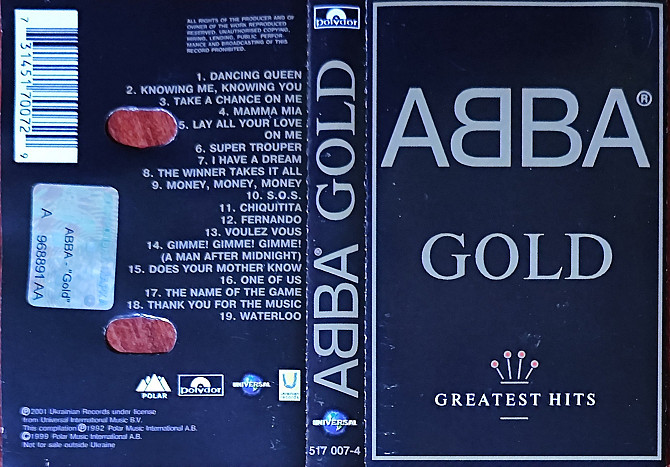 ALL RIGHTS OF THE PRODUCER AND OF
OWNER OF THE WORK REPRODUCED
RESERVED. UNAUTHORISED COPYING,
HIRING, LENDING, PUBLIC PERFOR-
MANCE AND BROADCASTING OF THIS
RECORD PROHIBITED.
7 31451 70072 9
1. DANCING QUEEN
2. KNOWING ME, KNOWING YOU
3. TAKE A CHANCE ON ME
4. MAMMA MIA
5. LAY ALL YOUR LOVE
ON ME
6. SUPER TROUPER
7. I HAVE A DREAM
8. THE WINNER TAKES IT ALL
9. MONEY, MONEY, MONEY
10. S.O.S.
11. CHIQUITITA
12. FERNANDO
13. VOULEZ VOUS
14. GIMME! GIMME! GIMME!
(A MAN AFTER MIDNIGHT)
15. DOES YOUR MOTHER KNOW
16. ONE OF US
17. THE NAME OF THE GAME
18. THANK YOU FOR THE MUSIC
19. WATERLOO
ABBA - "Gold"
A 968891 AA
POLAR
Polydor
UNIVERSAL
℗2001 Ukrainian Records under license
from Universal International Music B.V.
This compilation ℗1992 Polar Music International A.B.
©1999 Polar Music International A.B.
Not for sale outside Ukraine
Polydor
ABBA® GOLD
UNIVERSAL
517 007-4
ABBA®
GOLD
GREATEST HITS